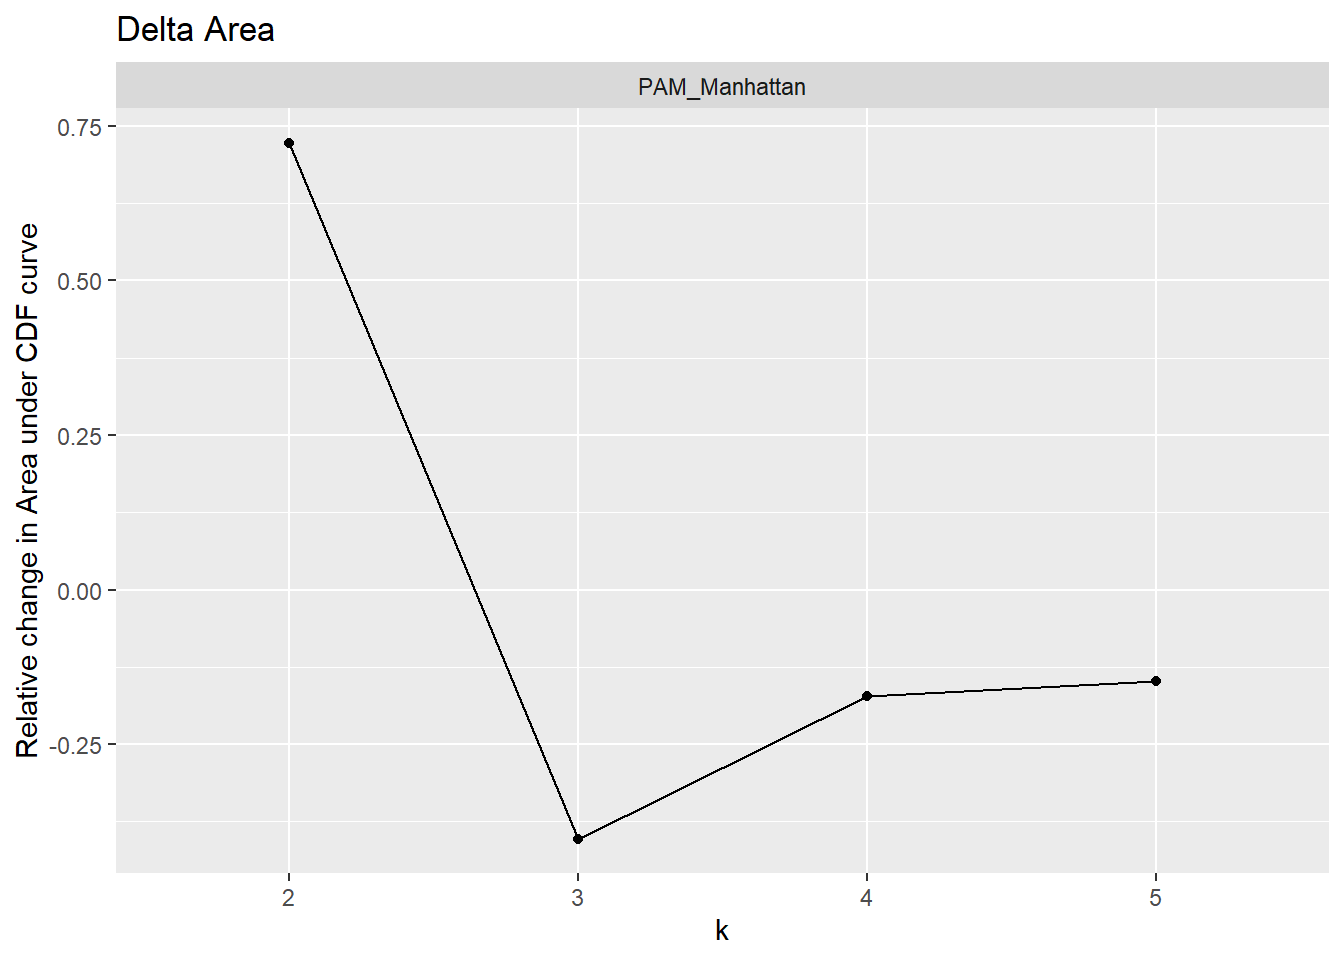 Delta Area
PAM_Manhattan
Relative change in Area under CDF curve
0.75
0.50
0.25
0.00
-0.25
2
3
4
5
k